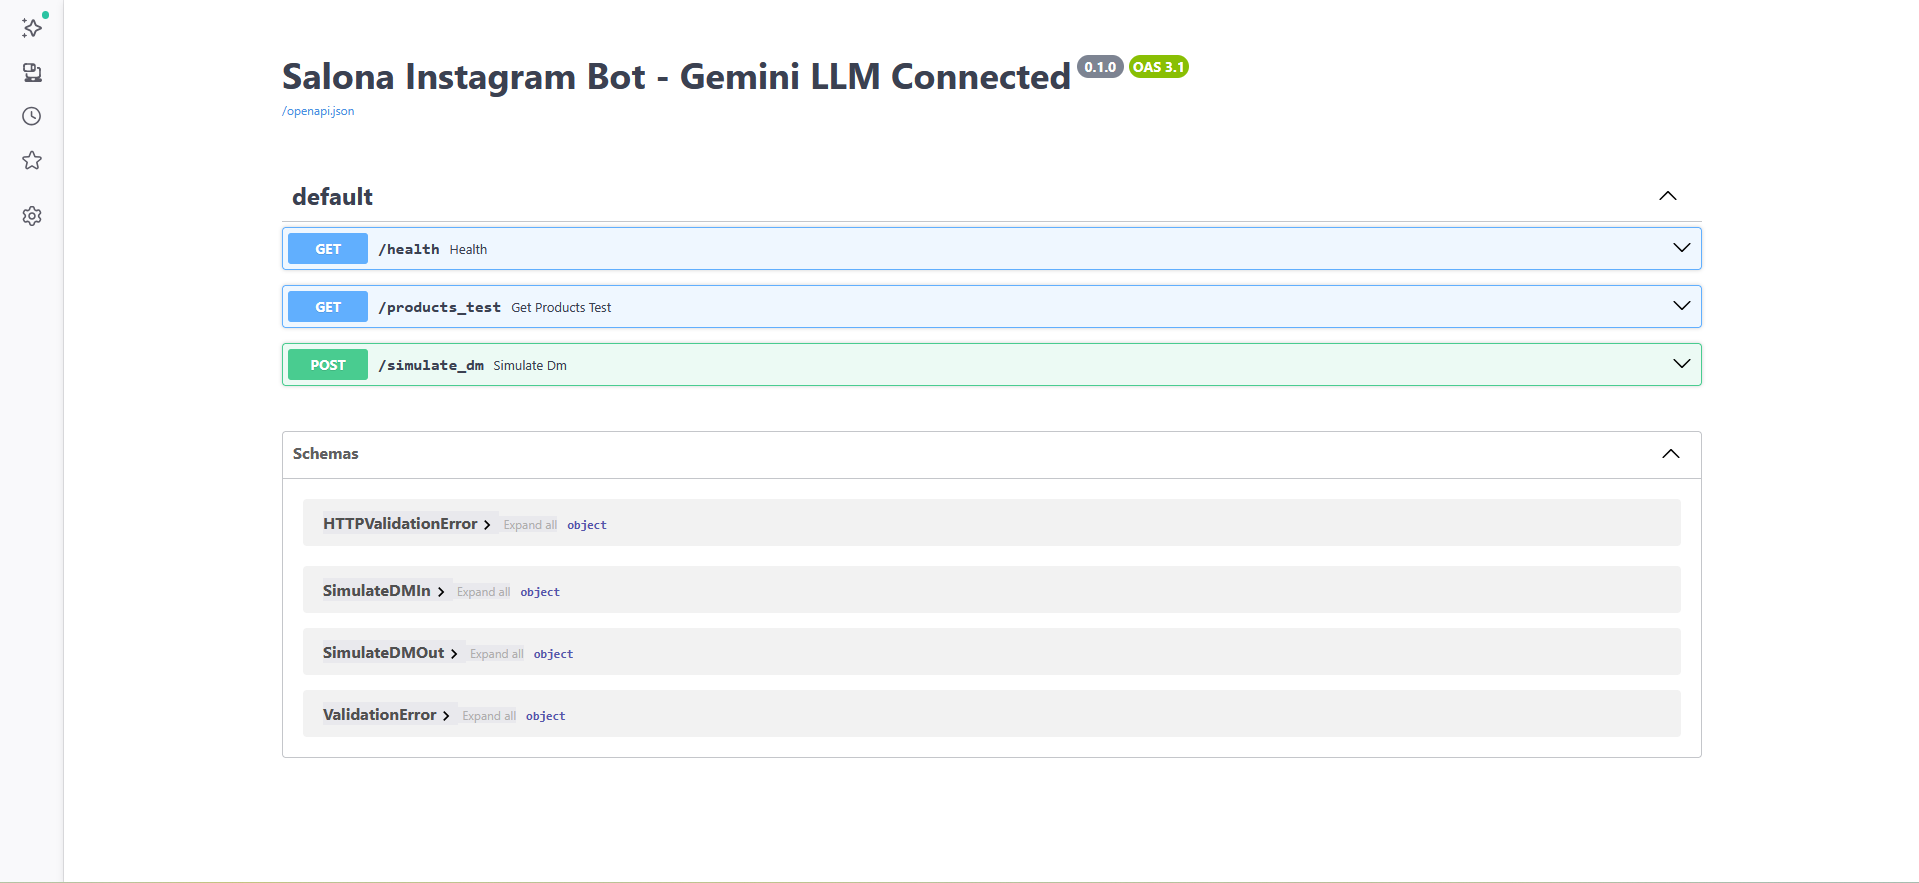 Salona Instagram Bot - Gemini LLM Connected 0.1.0 OAS 3.1
/openapi.json
default
GET /health Health
GET /products_test Get Products Test
POST /simulate_dm Simulate Dm
Schemas
HTTPValidationError Expand all object
SimulateDMIn Expand all object
SimulateDMOut Expand all object
ValidationError Expand all object